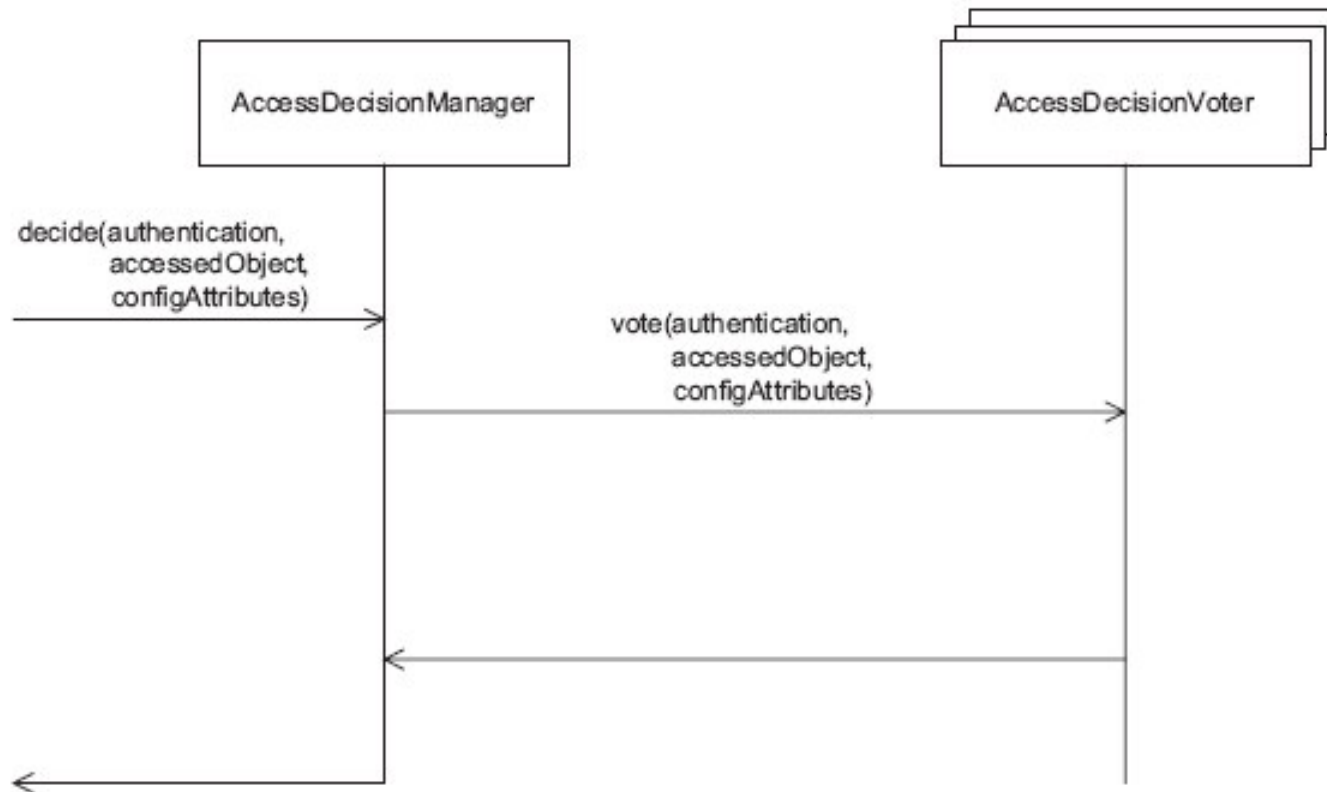 AccessDecisionManager
AccessDecisionVoter
decide(authentication,
accessedObject,
configAttributes)
vote(authentication,
accessedObject,
configAttributes)